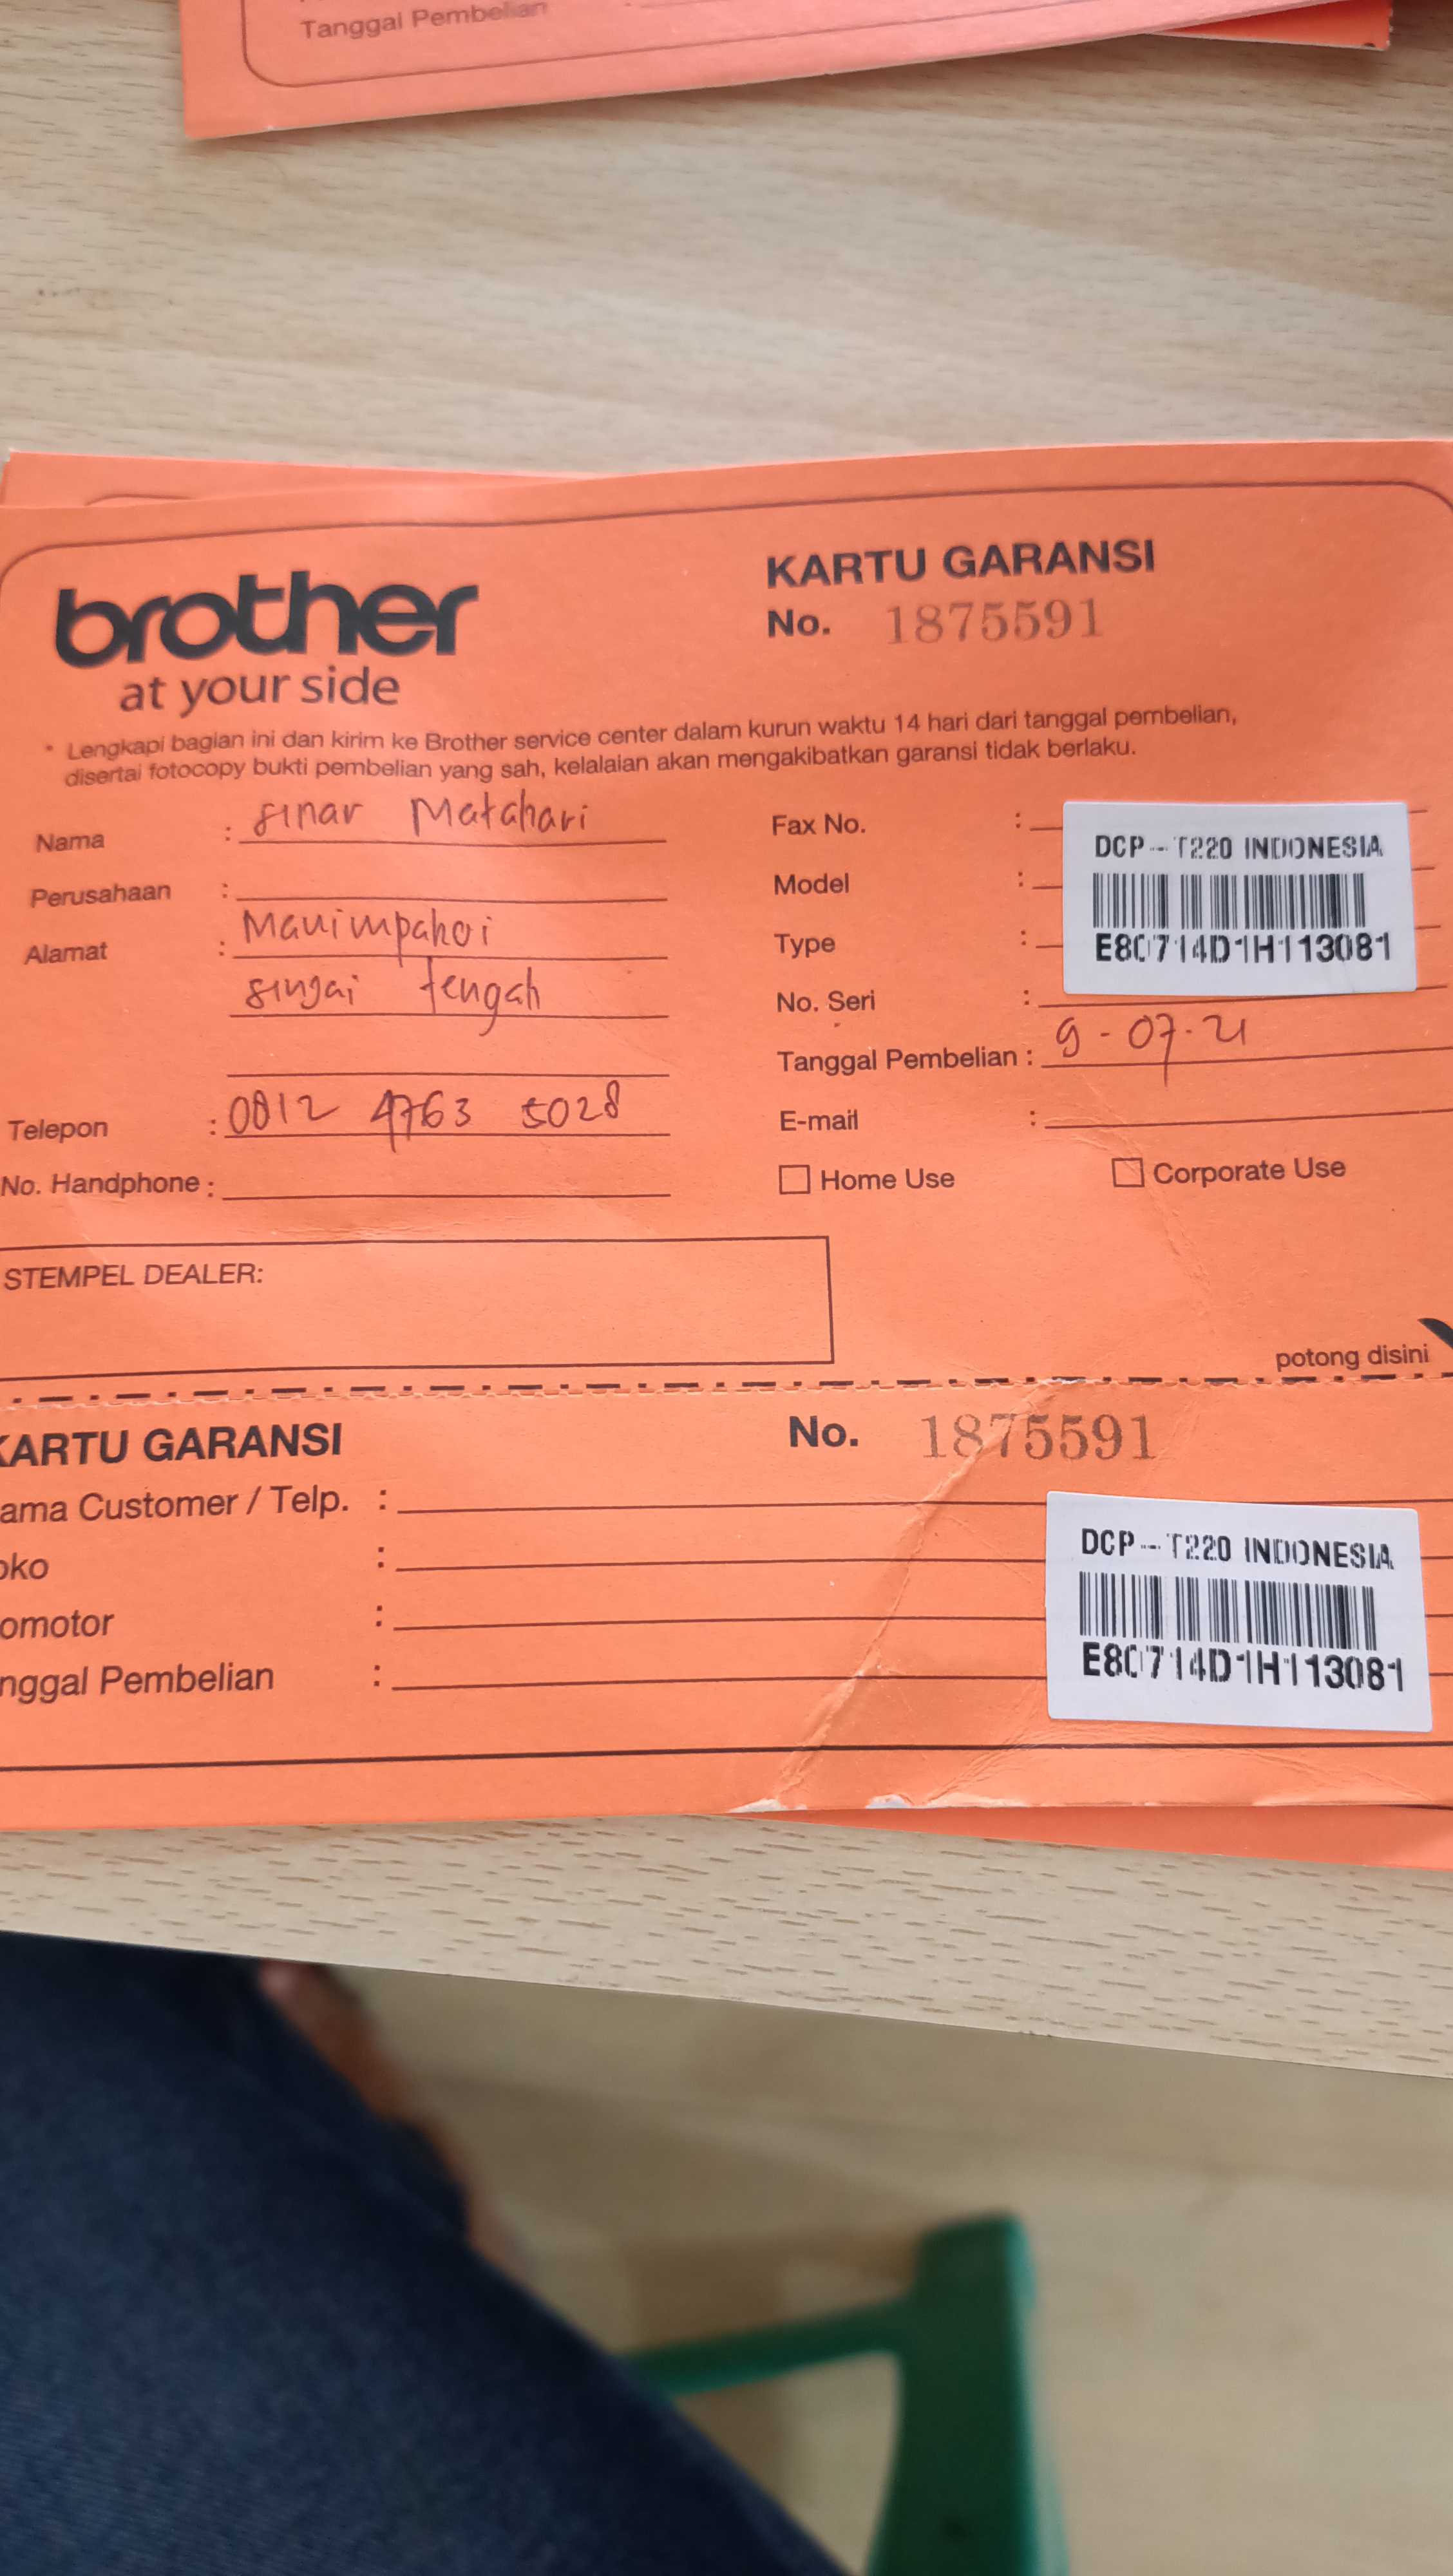 Tanggal Pembelian
brother
at your side
KARTU GARANSI
No. 1875591
* Lengkapi bagian ini dan kirim ke Brother service center dalam kurun waktu 14 hari dari tanggal pembelian,
disertai fotocopy bukti pembelian yang sah, kelalaian akan mengakibatkan garansi tidak berlaku.
Nama : sinar Matahari
Perusahaan :
Alamat : Manimpahoi
sinjai tengah
Telepon : 0812 4763 5028
No. Handphone :
Fax No. :
Model :
Type :
No. Seri :
DCP-T220 INDONESIA
E80714D1H113081
Tanggal Pembelian : 9-07-21
E-mail :
Home Use
Corporate Use
STEMPEL DEALER:
potong disini
KARTU GARANSI
No. 1875591
ama Customer / Telp. :
oko :
omotor :
nggal Pembelian :
DCP-T220 INDONESIA
E80714D1H113081